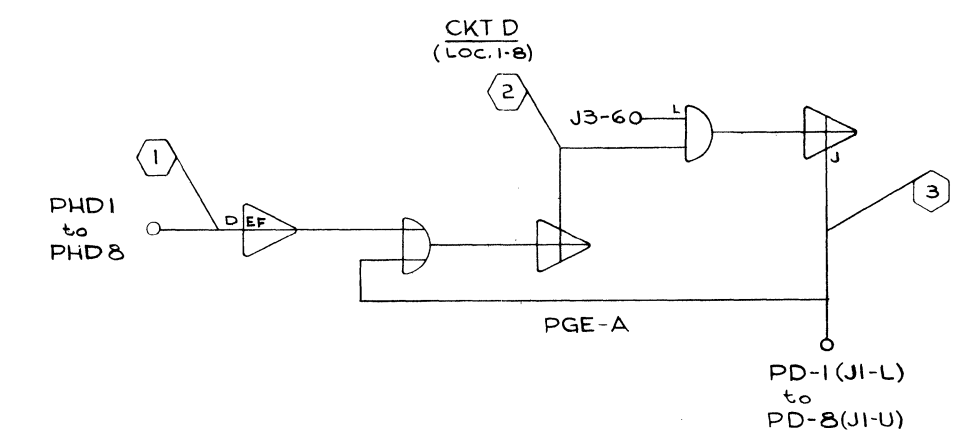 CKT D
(LOC. 1-8)
2
J3-6
L
1
J
3
PHD1
to
PHD8
D
EF
PGE-A
PD-1(J1-L)
to
PD-8(J1-U)